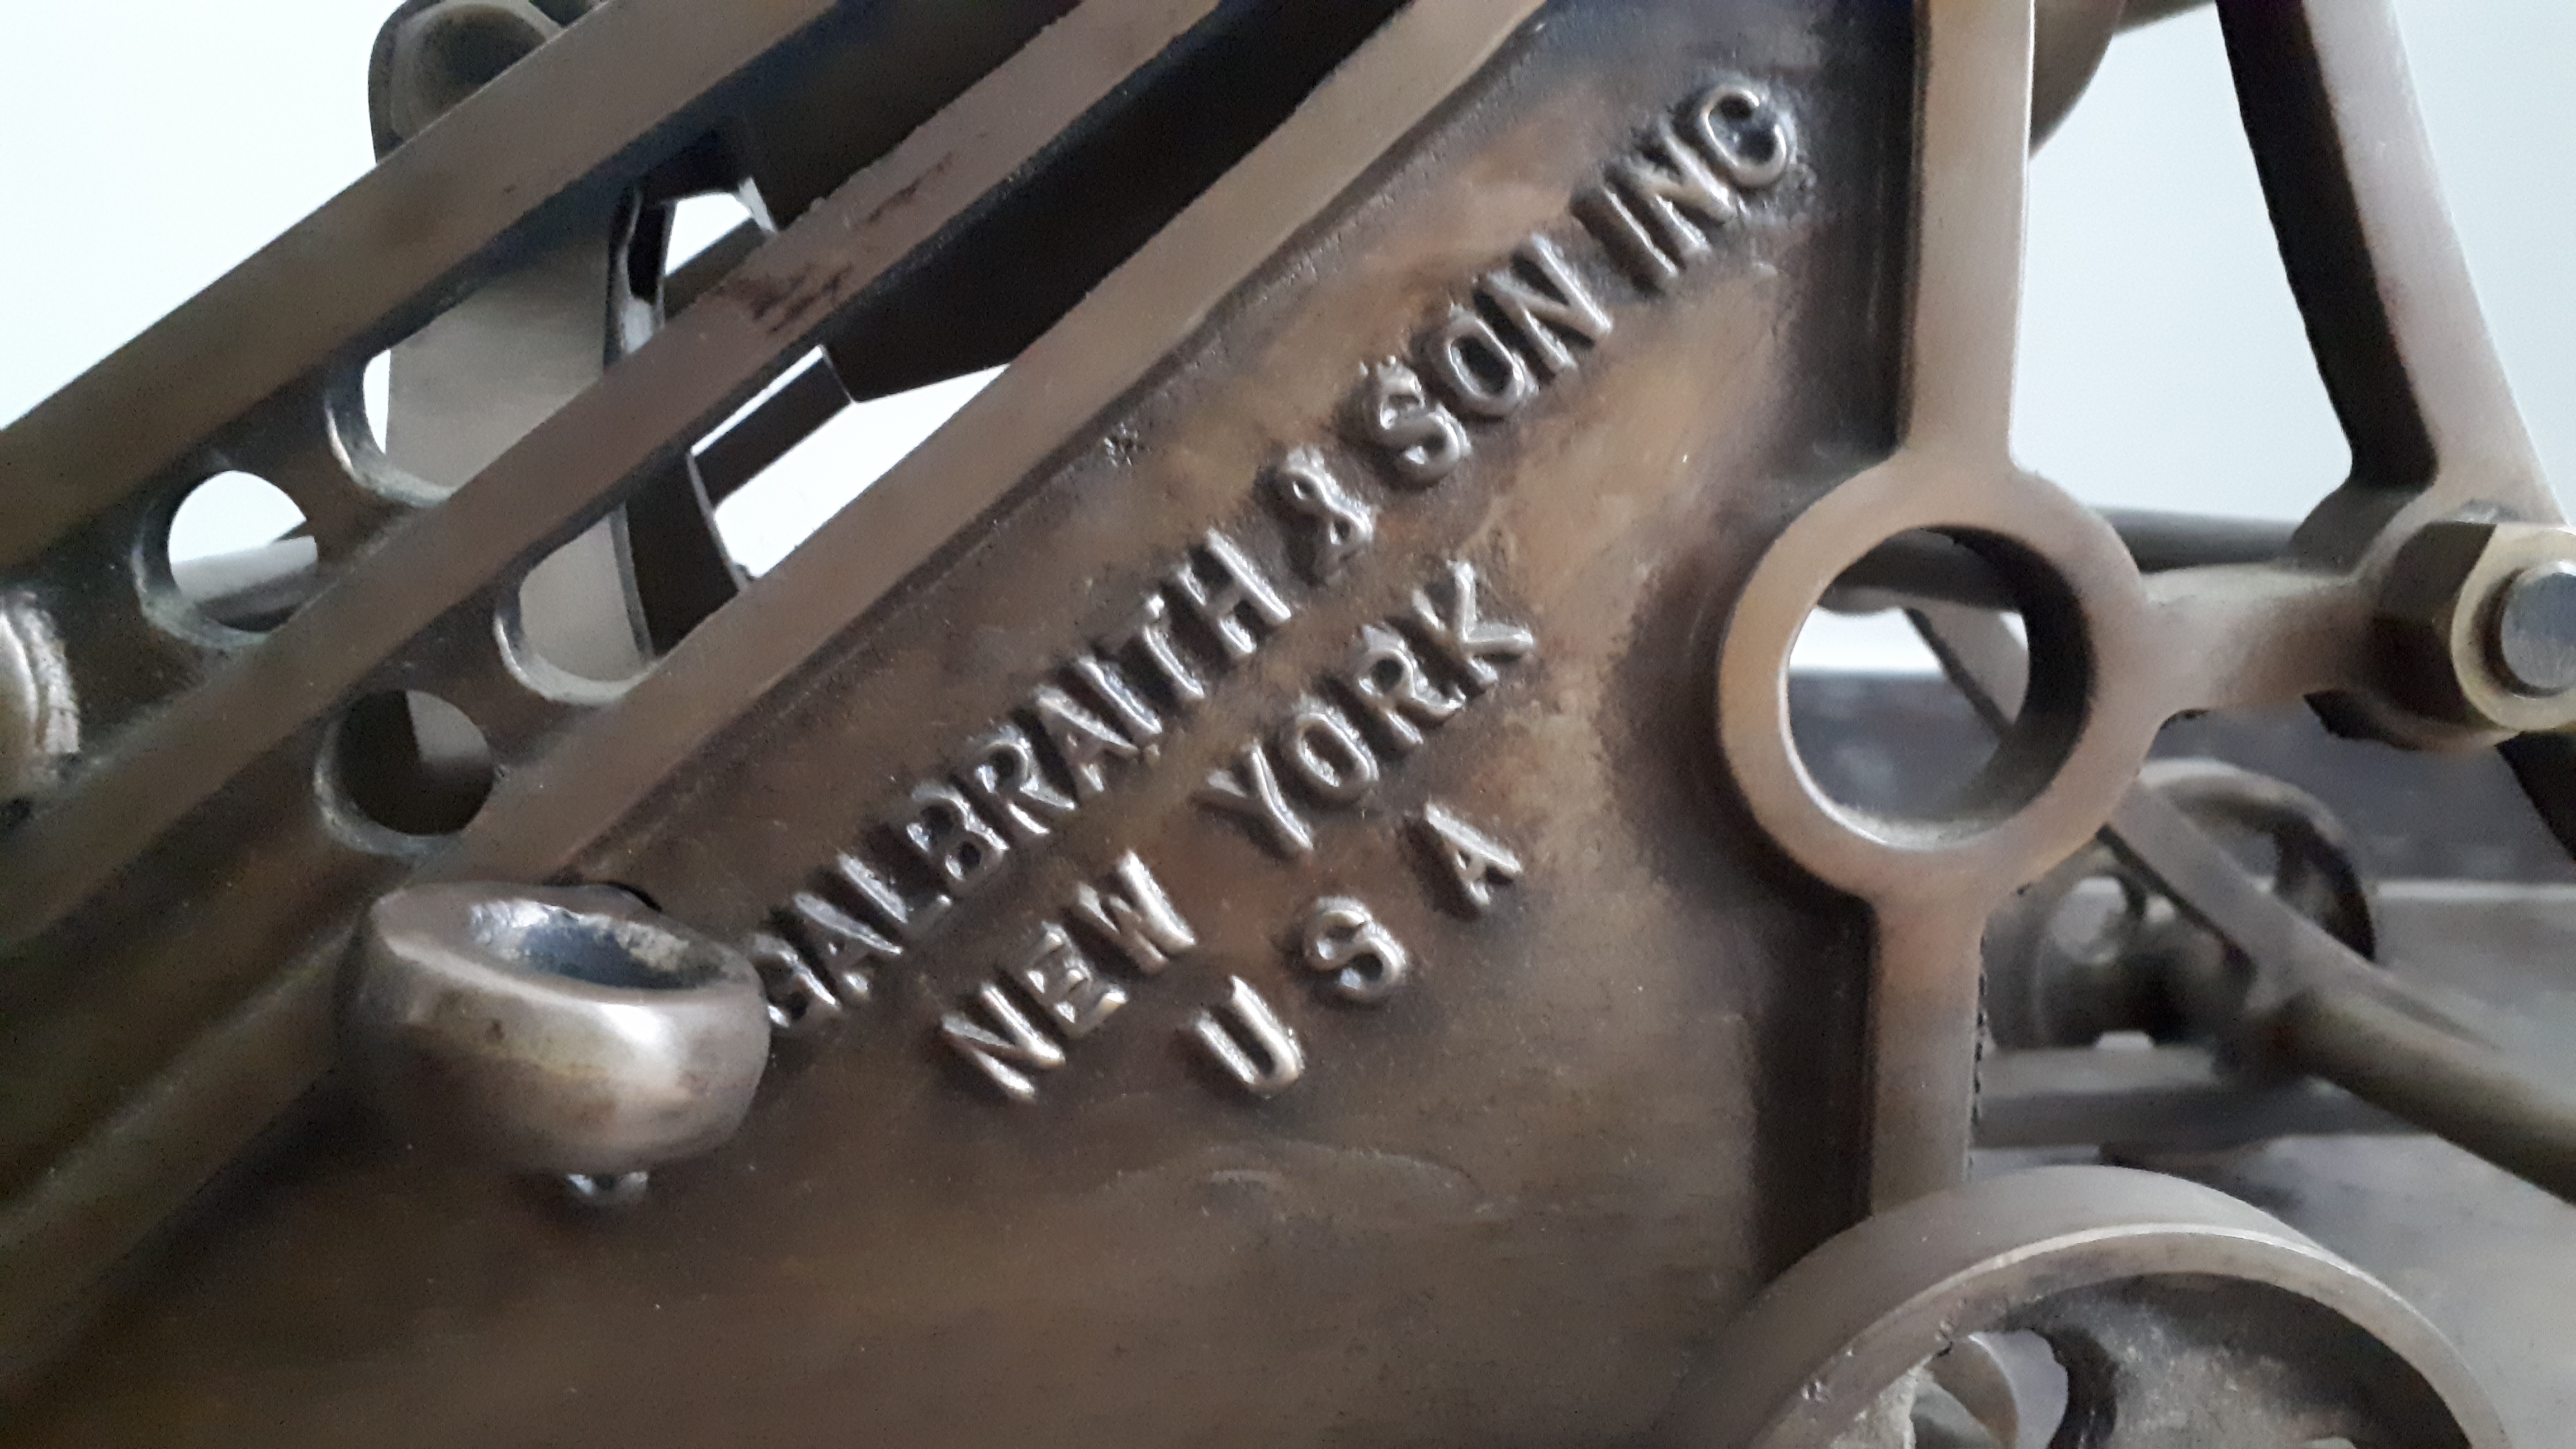 GALBRAITH & SON INC
NEW YORK
U S A